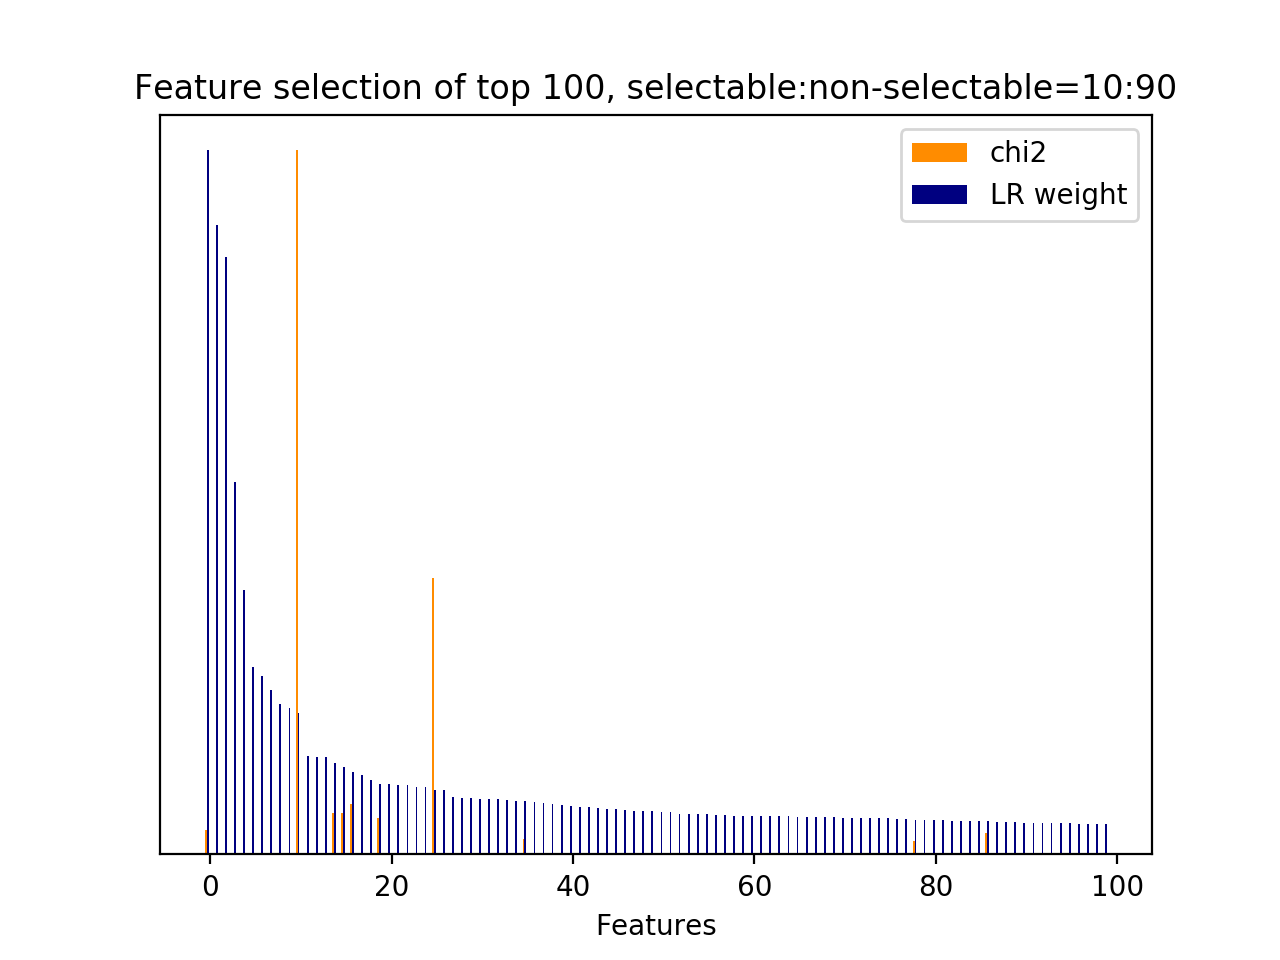 Feature selection of top 100, selectable:non-selectable=10:90
chi2
LR weight
0 20 40 60 80 100
Features